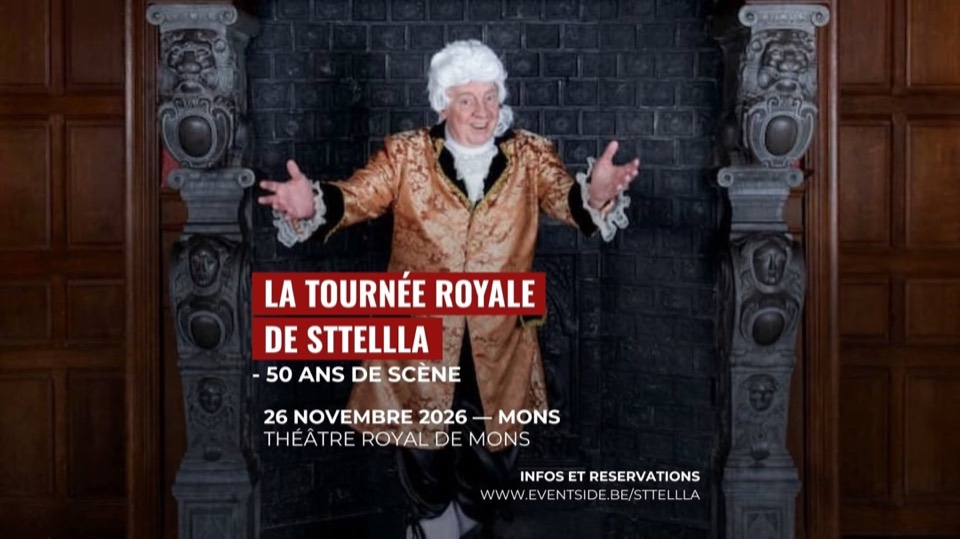 LA TOURNÉE ROYALE
DE STTELLLA
- 50 ANS DE SCÈNE
26 NOVEMBRE 2026 — MONS
THÉÂTRE ROYAL DE MONS
INFOS ET RESERVATIONS
WWW.EVENTSIDE.BE/STTELLLA